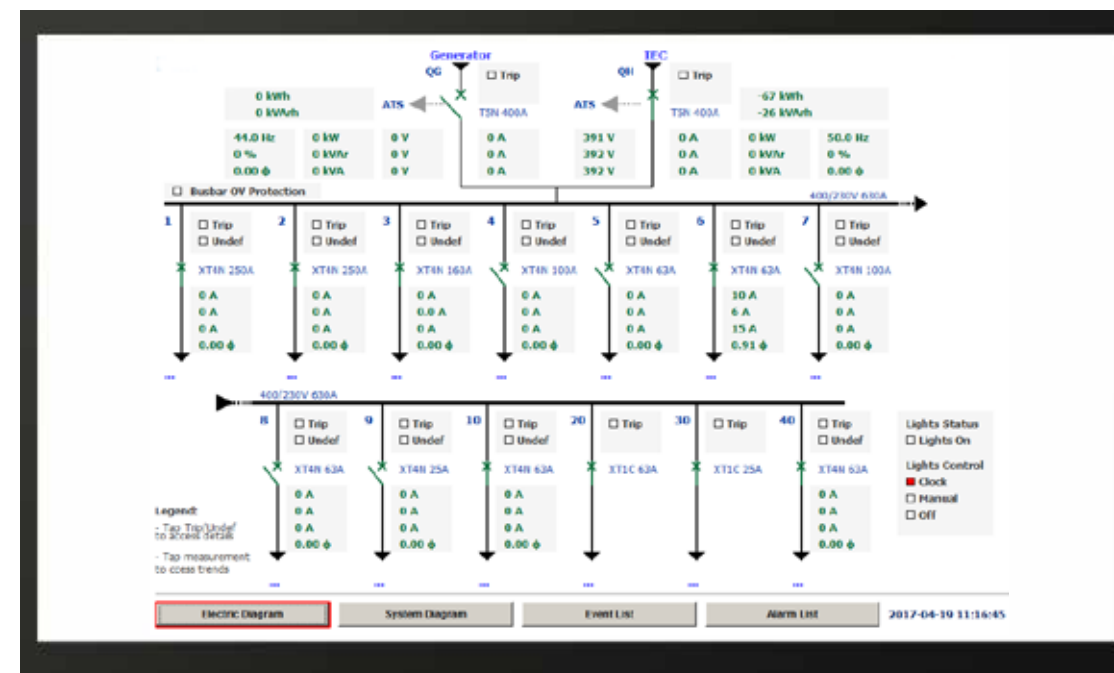 Generator IEC
QG ☐ Trip QH ☐ Trip
0 kWh
0 kVArh
ATS TSN 400A ATS TSN 400A
-67 kWh
-26 kVArh
44.0 Hz 0 kW 0 V 0 A 391 V 0 A 0 kW 50.0 Hz
0 % 0 kVAr 0 V 0 A 392 V 0 A 0 kVAr 0 %
0.00 ϕ 0 kVA 0 V 0 A 392 V 0 A 0 kVA 0.00 ϕ
☐ Busbar OV Protection 400/230V 630A
1 ☐ Trip 2 ☐ Trip 3 ☐ Trip 4 ☐ Trip 5 ☐ Trip 6 ☐ Trip 7 ☐ Trip
☐ Undef ☐ Undef ☐ Undef ☐ Undef ☐ Undef ☐ Undef ☐ Undef
XT4N 250A XT4N 250A XT4N 160A XT4N 100A XT4N 63A XT4N 63A XT4N 100A
0 A 0 A 0 A 0 A 0 A 10 A 0 A
0 A 0 A 0.0 A 0 A 0 A 6 A 0 A
0 A 0 A 0 A 0 A 0 A 15 A 0 A
0.00 ϕ 0.00 ϕ 0.00 ϕ 0.00 ϕ 0.00 ϕ 0.91 ϕ 0.00 ϕ
--- --- --- --- --- --- ---
400/230V 630A
8 ☐ Trip 9 ☐ Trip 10 ☐ Trip 20 ☐ Trip 30 ☐ Trip 40 ☐ Trip
☐ Undef ☐ Undef ☐ Undef ☐ Undef
XT4N 63A XT4N 25A XT4N 63A XT1C 63A XT1C 25A XT4N 63A
0 A 0 A 0 A 0 A
0 A 0 A 0 A 0 A
0 A 0 A 0 A 0 A
0.00 ϕ 0.00 ϕ 0.00 ϕ 0.00 ϕ
--- --- --- --- --- ---
Lights Status
☐ Lights On
Lights Control
■ Clock
☐ Manual
☐ Off
Legend:
- Tap Trip/Undef
to access details
- Tap measurement
to ccess trends
Electric Diagram System Diagram Event List Alarm List 2017-04-19 11:16:45